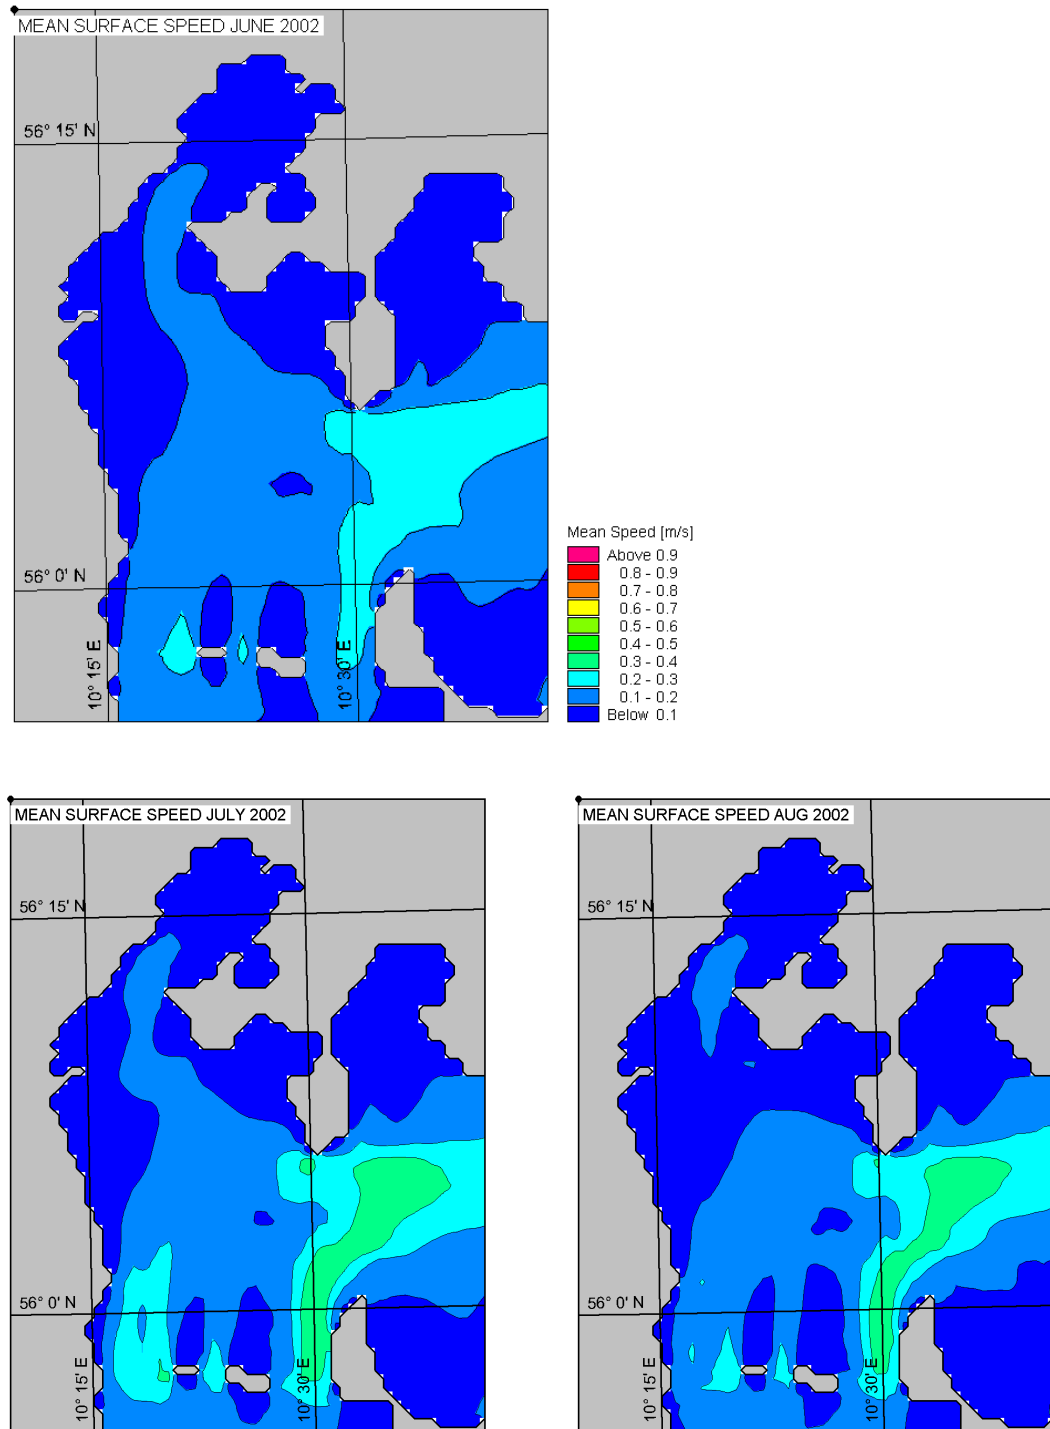 MEAN SURFACE SPEED JUNE 2002
56° 15' N
56° 0' N
10° 15' E
10° 30' E
Mean Speed [m/s]
Above 0.9
0.8 - 0.9
0.7 - 0.8
0.6 - 0.7
0.5 - 0.6
0.4 - 0.5
0.3 - 0.4
0.2 - 0.3
0.1 - 0.2
Below 0.1
MEAN SURFACE SPEED JULY 2002
56° 15' N
56° 0' N
10° 15' E
10° 30' E
MEAN SURFACE SPEED AUG 2002
56° 15' N
56° 0' N
10° 15' E
10° 30' E